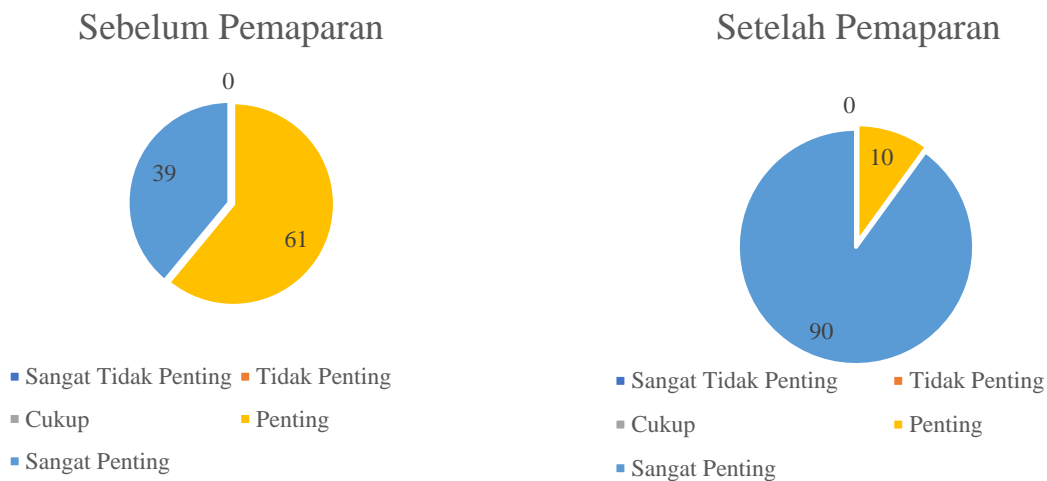 Sebelum Pemaparan
0
39
61
Sangat Tidak Penting Tidak Penting
Cukup Penting
Sangat Penting
Setelah Pemaparan
0
10
90
Sangat Tidak Penting Tidak Penting
Cukup Penting
Sangat Penting